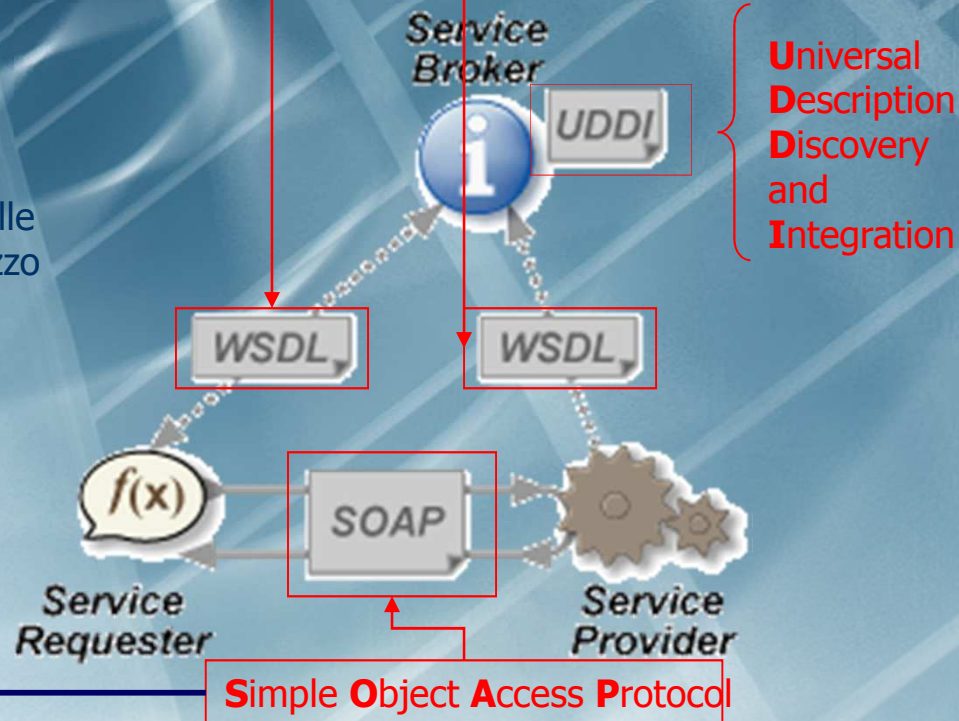 Service
Broker
UDDI
Universal
Description
Discovery
and
Integration
lle
zzo
WSDL
WSDL
f(x)
SOAP
Service
Requester
Service
Provider
Simple Object Access Protocol